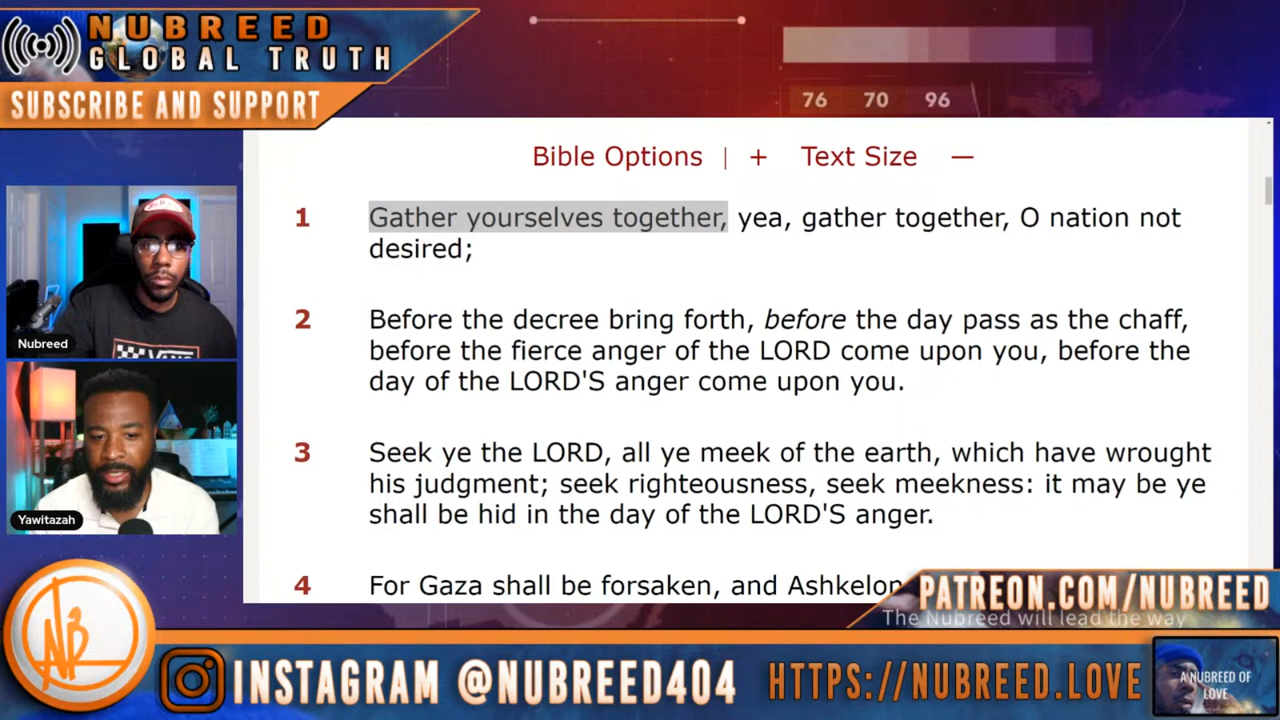 NUBREED
GLOBAL TRUTH
SUBSCRIBE AND SUPPORT
76 70 96
Bible Options | + Text Size —
1 Gather yourselves together, yea, gather together, O nation not
desired;
2 Before the decree bring forth, before the day pass as the chaff,
before the fierce anger of the LORD come upon you, before the
day of the LORD'S anger come upon you.
3 Seek ye the LORD, all ye meek of the earth, which have wrought
his judgment; seek righteousness, seek meekness: it may be ye
shall be hid in the day of the LORD'S anger.
4 For Gaza shall be forsaken, and Ashkelon
Nubreed
VANS
Yawitazah
PATREON.COM/NUBREED
The Nubreed will lead the way
NB
INSTAGRAM @NUBREED404
HTTPS://NUBREED.LOVE
A NUBREED OF
LOVE